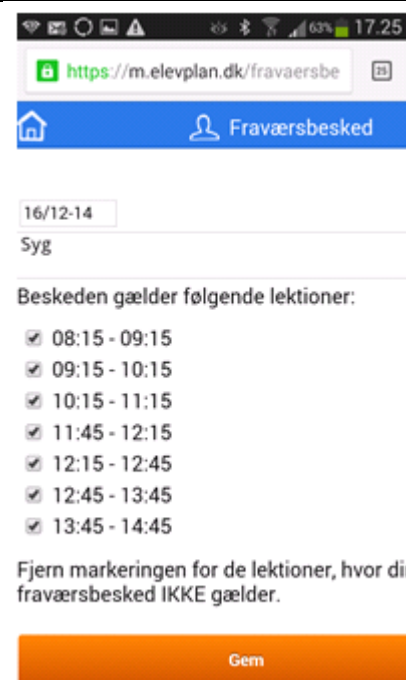 63% 17.25
https://m.elevplan.dk/fravaersbe 25
Fraværsbesked
16/12-14
Syg
Beskeden gælder følgende lektioner:
08:15 - 09:15
09:15 - 10:15
10:15 - 11:15
11:45 - 12:15
12:15 - 12:45
12:45 - 13:45
13:45 - 14:45
Fjern markeringen for de lektioner, hvor di
fraværsbesked IKKE gælder.
Gem